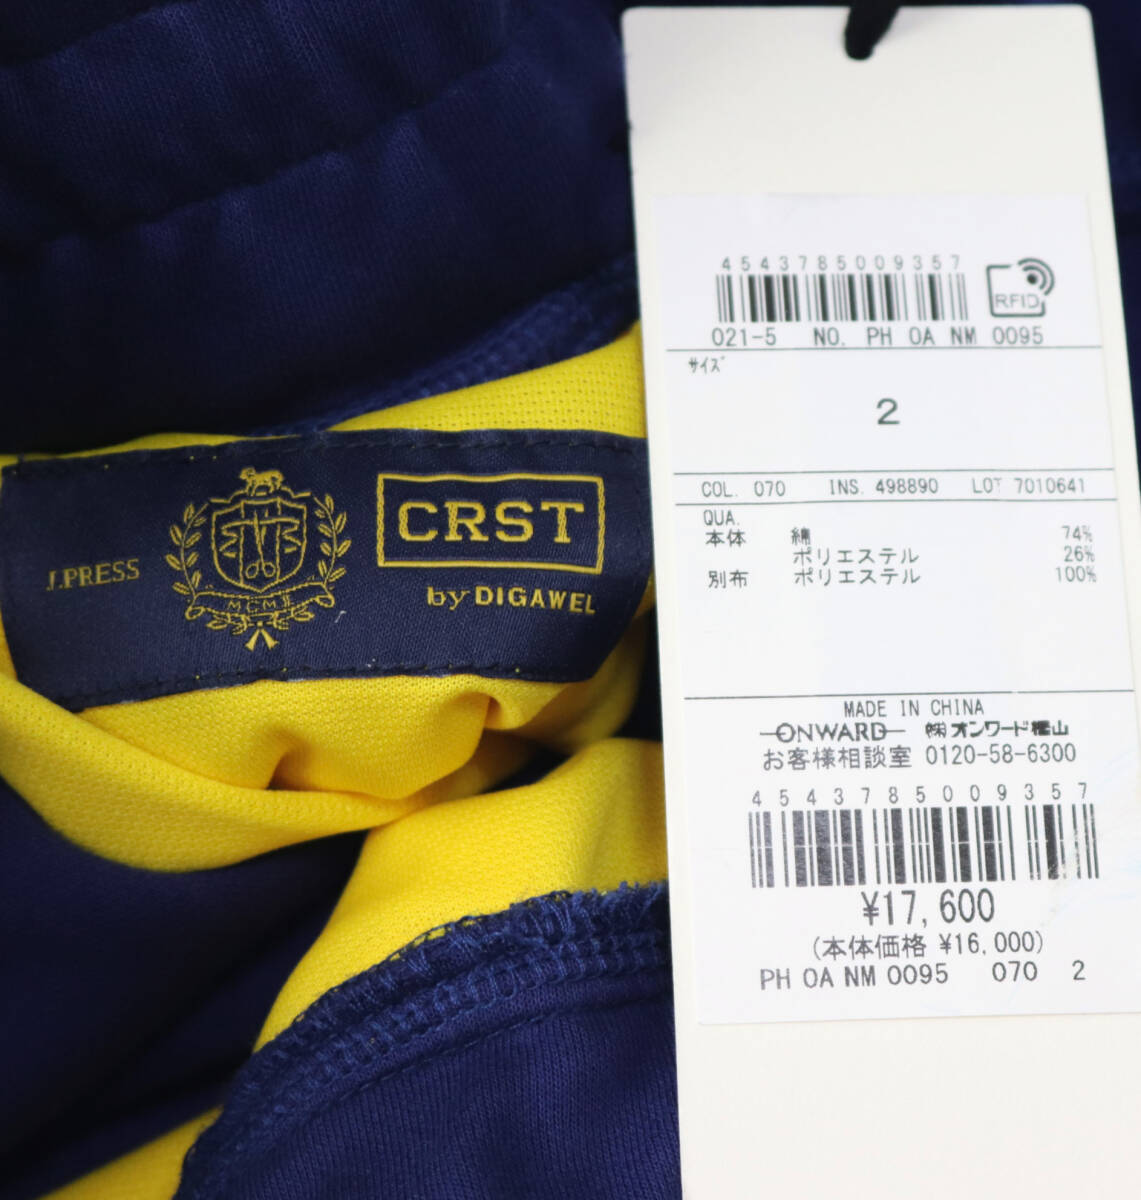 J.PRESS
MCMII
CRST
by DIGAWEL
4543785009357
RFID
021-5 NO. PH OA NM 0095
サイズ
2
COL. 070 INS. 498890 LOT 7010641
QUA.
本体 綿 74%
ポリエステル 26%
別布 ポリエステル 100%
MADE IN CHINA
ONWARD ㈱オンワード樫山
お客様相談室 0120-58-6300
4543785009357
¥17,600
(本体価格 ¥16,000)
PH OA NM 0095 070 2